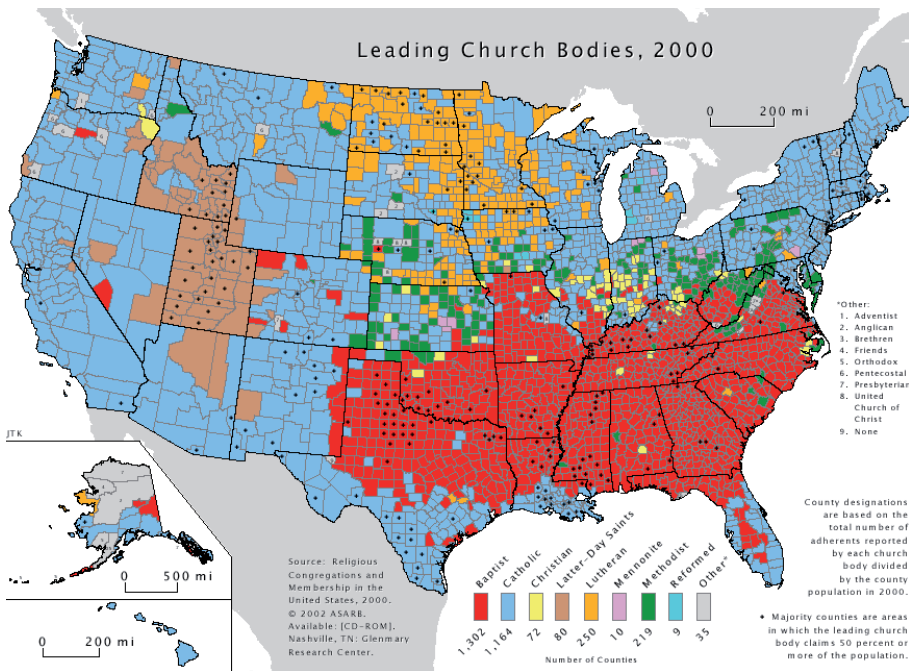 Leading Church Bodies, 2000
0 200 mi
*Other:
1. Adventist
2. Anglican
3. Brethren
4. Friends
5. Orthodox
6. Pentecostal
7. Presbyterian
8. United
Church of
Christ
9. None
JTK
0 500 mi
0 200 mi
Source: Religious
Congregations and
Membership in the
United States, 2000.
© 2002 ASARB.
Available: [CD-ROM].
Nashville, TN: Glenmary
Research Center.
Baptist
Catholic
Christian
Latter-Day Saints
Lutheran
Mennonite
Methodist
Reformed
Other*
1,302
1,164
72
80
250
10
219
9
35
Number of Counties
County designations
are based on the
total number of
adherents reported
by each church
body divided
by the county
population in 2000.
• Majority counties are areas
in which the leading church
body claims 50 percent or
more of the population.